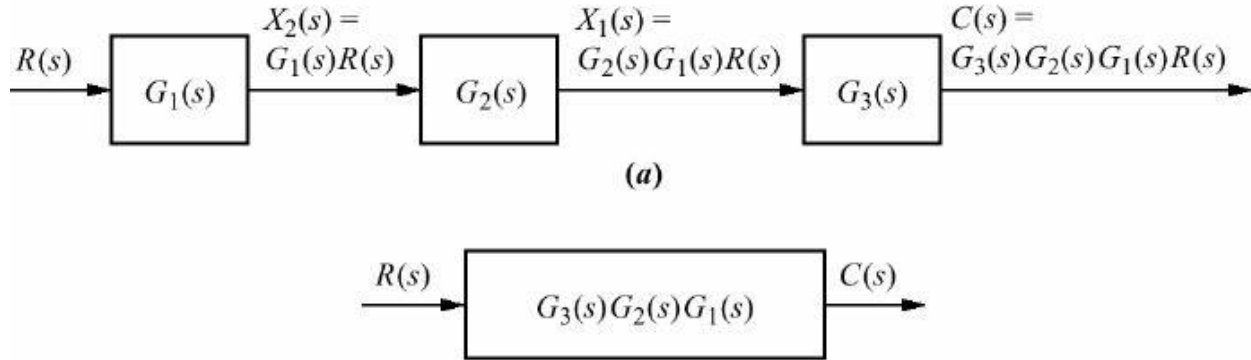 R(s)
G₁(s)
X₂(s) =
G₁(s)R(s)
G₂(s)
X₁(s) =
G₂(s)G₁(s)R(s)
G₃(s)
C(s) =
G₃(s)G₂(s)G₁(s)R(s)
(a)
R(s)
G₃(s)G₂(s)G₁(s)
C(s)